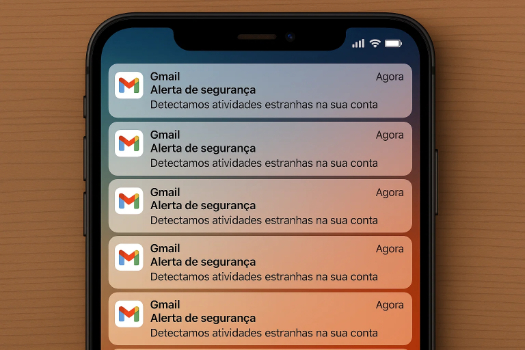 Gmail
Agora
Alerta de segurança
Detectamos atividades estranhas na sua conta
Gmail
Agora
Alerta de segurança
Detectamos atividades estranhas na sua conta
Gmail
Agora
Alerta de segurança
Detectamos atividades estranhas na sua conta
Gmail
Agora
Alerta de segurança
Detectamos atividades estranhas na sua conta
Gmail
Agora
Alerta de segurança
Detectamos atividades estranhas na sua conta